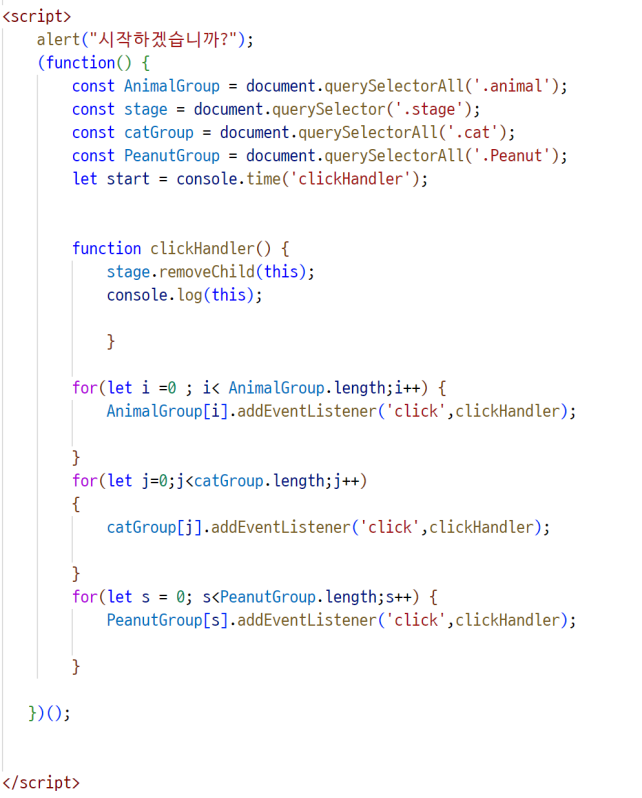 <script>
alert("시작하겠습니까?");
(function() {
const AnimalGroup = document.querySelectorAll('.animal');
const stage = document.querySelector('.stage');
const catGroup = document.querySelectorAll('.cat');
const PeanutGroup = document.querySelectorAll('.Peanut');
let start = console.time('clickHandler');
function clickHandler() {
stage.removeChild(this);
console.log(this);
}
for(let i =0 ; i< AnimalGroup.length;i++) {
AnimalGroup[i].addEventListener('click',clickHandler);
}
for(let j=0;j<catGroup.length;j++)
{
catGroup[j].addEventListener('click',clickHandler);
}
for(let s = 0; s<PeanutGroup.length;s++) {
PeanutGroup[s].addEventListener('click',clickHandler);
}
})();
</script>